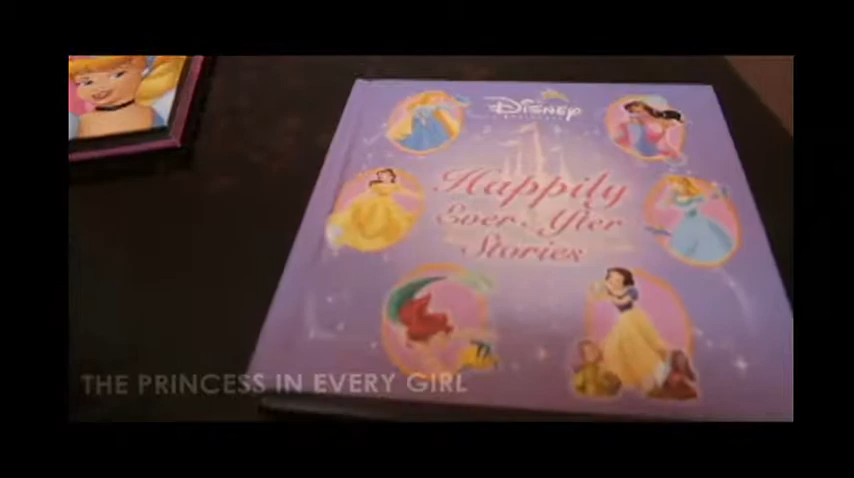 Disney
Happily
Ever After
Stories
THE PRINCESS IN EVERY GIRL